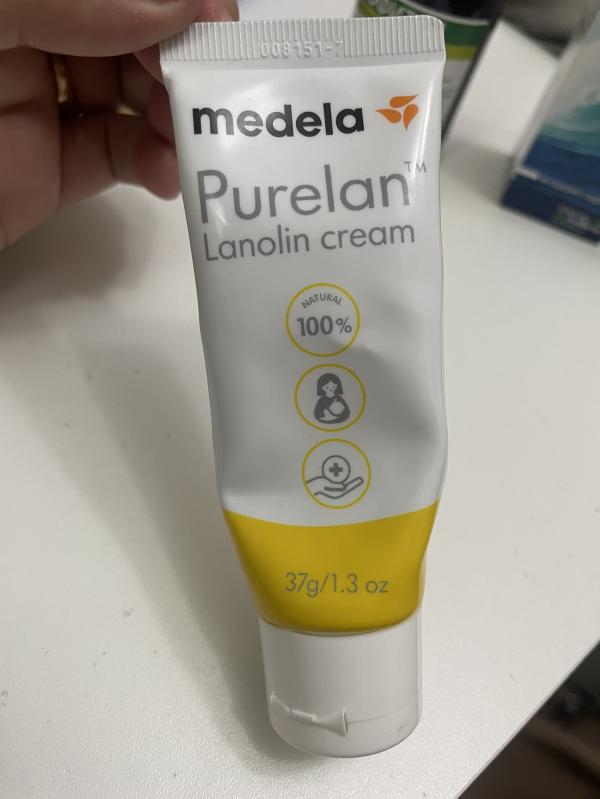 008151-7
medela
Purelan™
Lanolin cream
NATURAL
100%
37g/1.3 oz